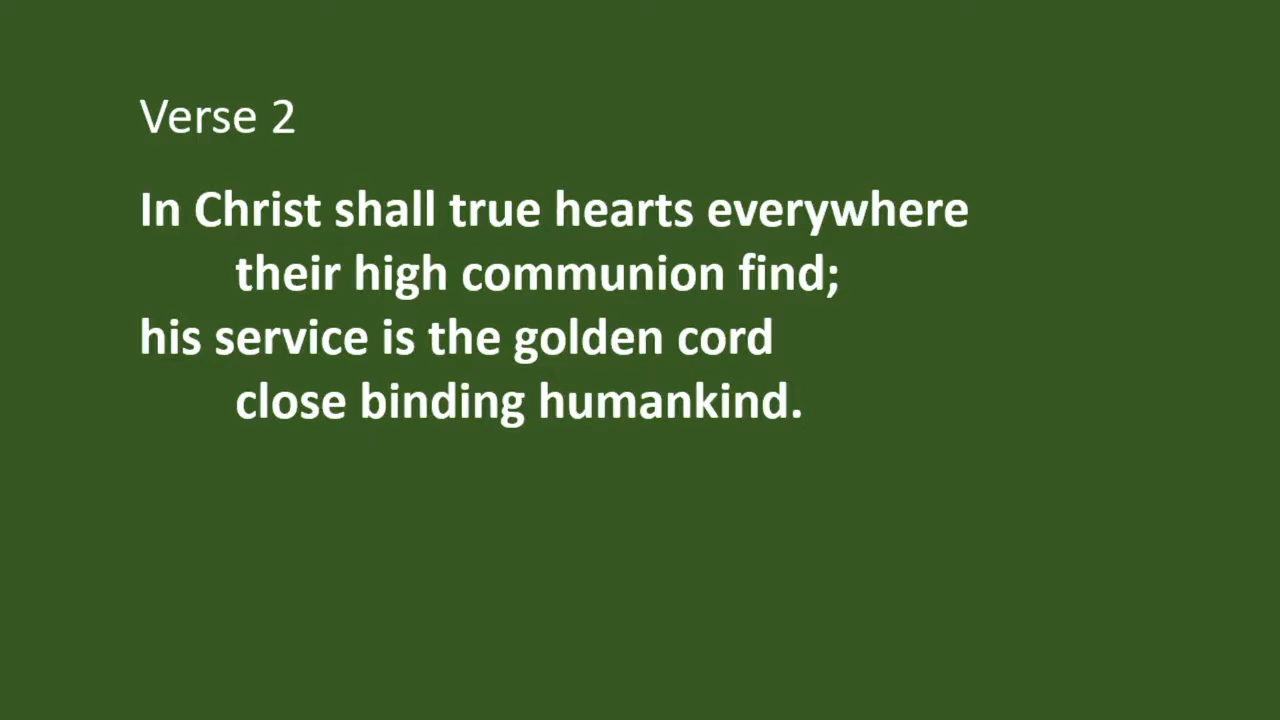 Verse 2
In Christ shall true hearts everywhere
their high communion find;
his service is the golden cord
close binding humankind.